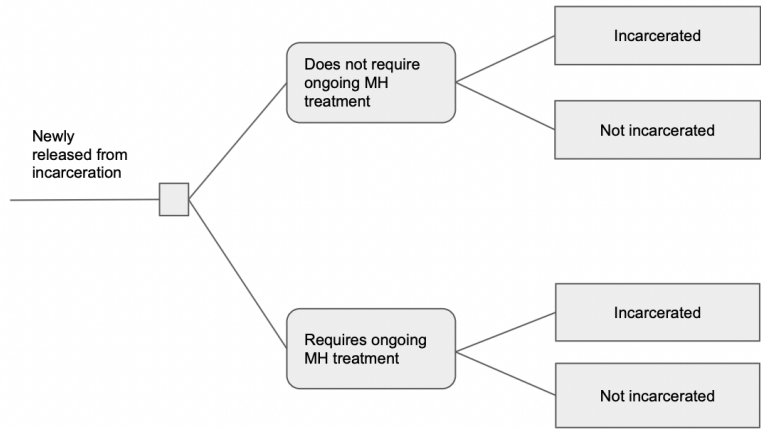 Newly
released from
incarceration
Does not require
ongoing MH
treatment
Incarcerated
Not incarcerated
Requires ongoing
MH treatment
Incarcerated
Not incarcerated